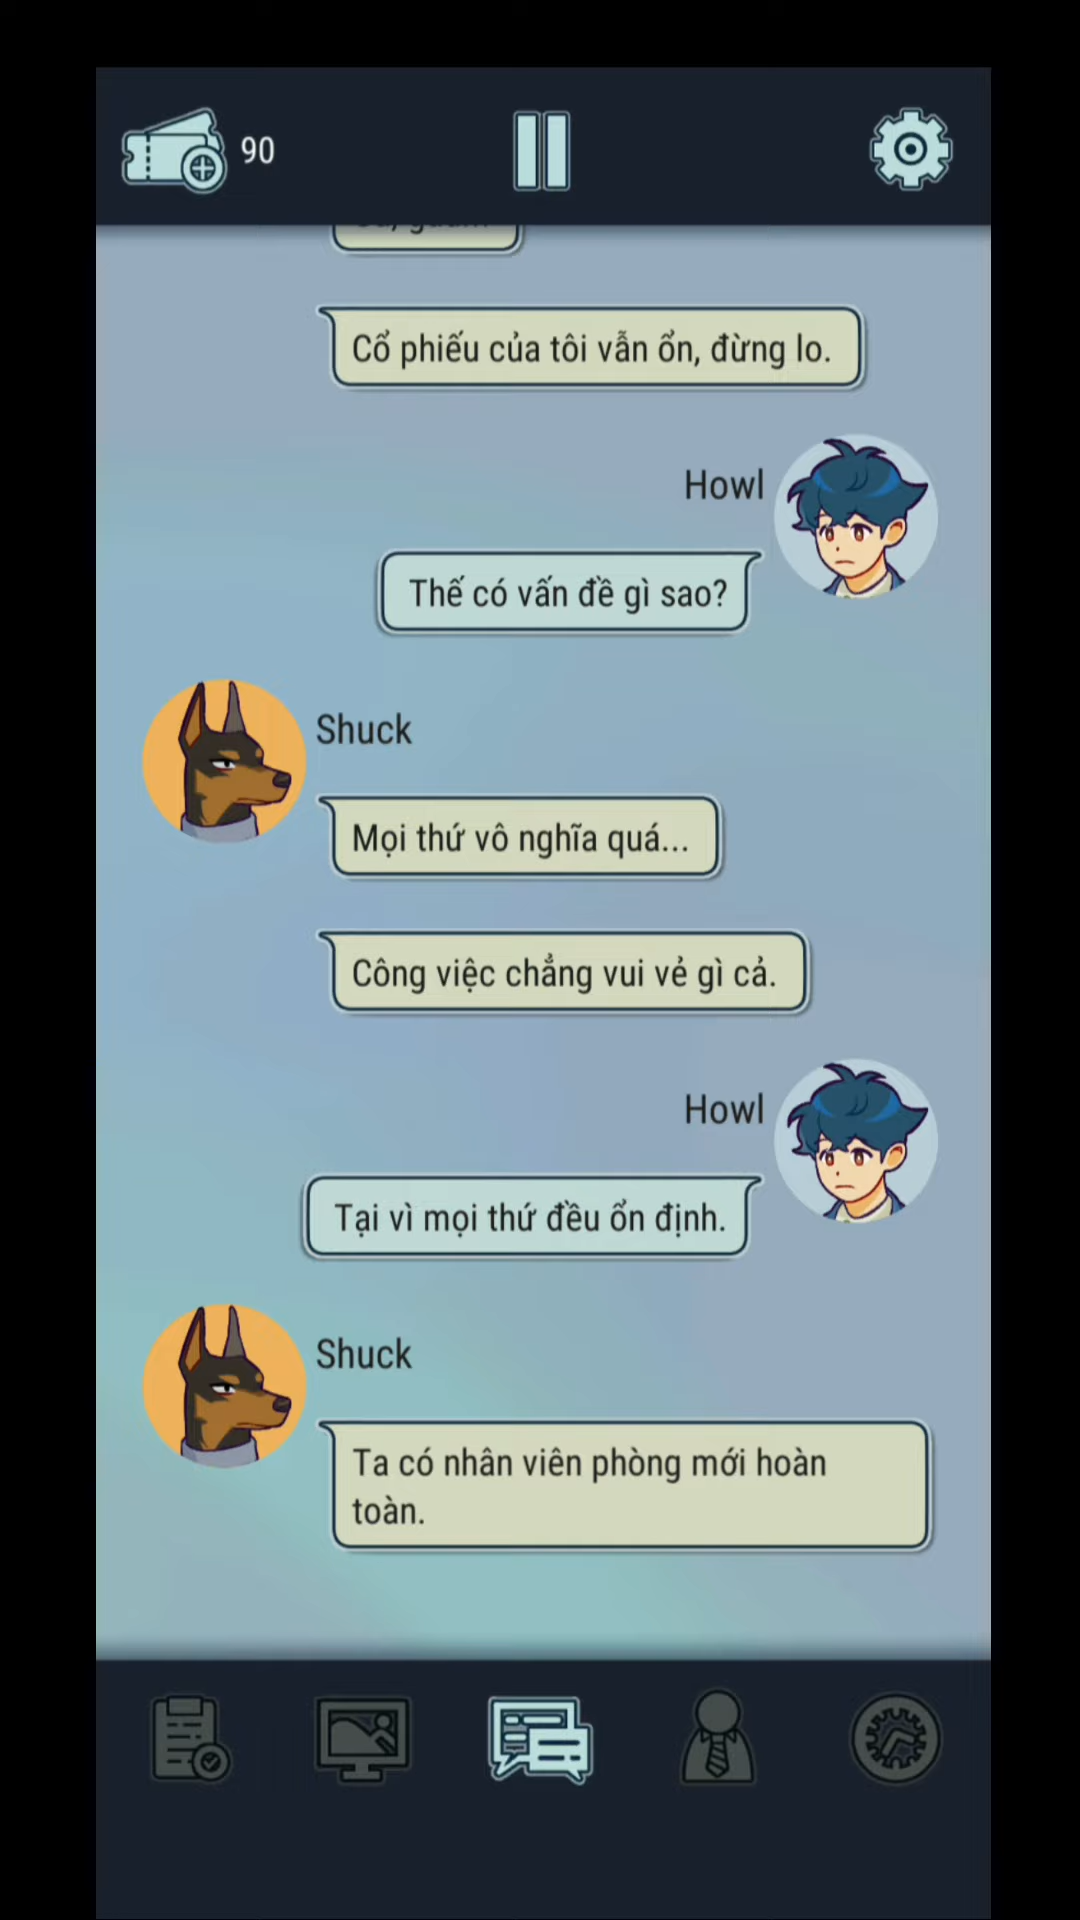 90
Cổ phiếu của tôi vẫn ổn, đừng lo.
Howl
Thế có vấn đề gì sao?
Shuck
Mọi thứ vô nghĩa quá...
Công việc chẳng vui vẻ gì cả.
Howl
Tại vì mọi thứ đều ổn định.
Shuck
Ta có nhân viên phòng mới hoàn
toàn.